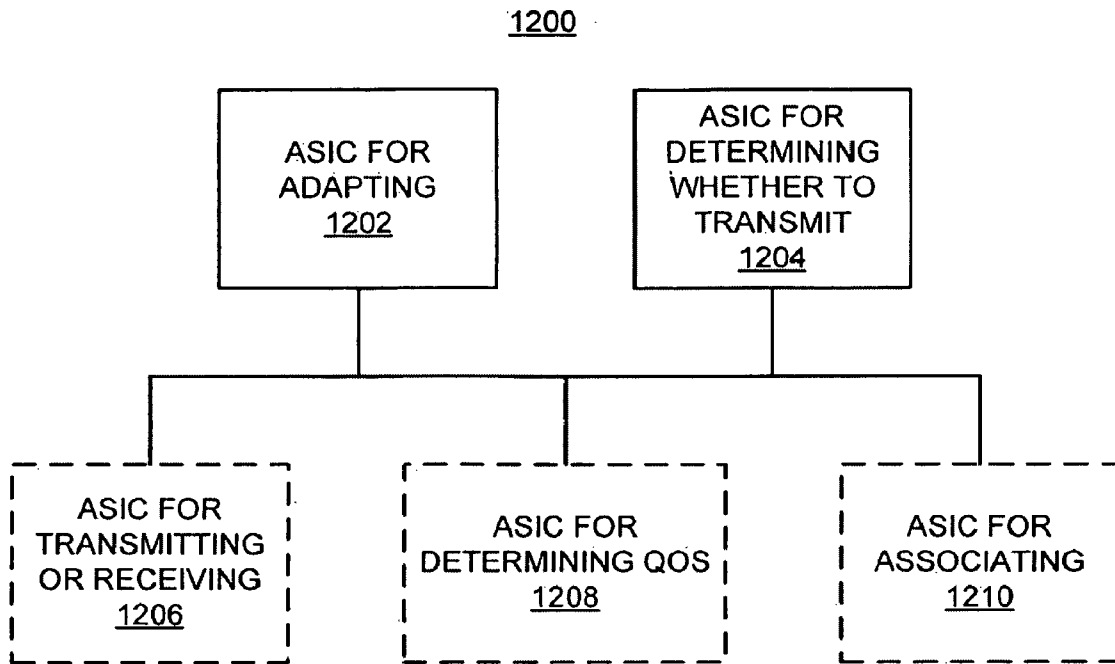 1200
ASIC FOR
ADAPTING
1202
ASIC FOR
DETERMINING
WHETHER TO
TRANSMIT
1204
ASIC FOR
TRANSMITTING
OR RECEIVING
1206
ASIC FOR
DETERMINING QOS
1208
ASIC FOR
ASSOCIATING
1210